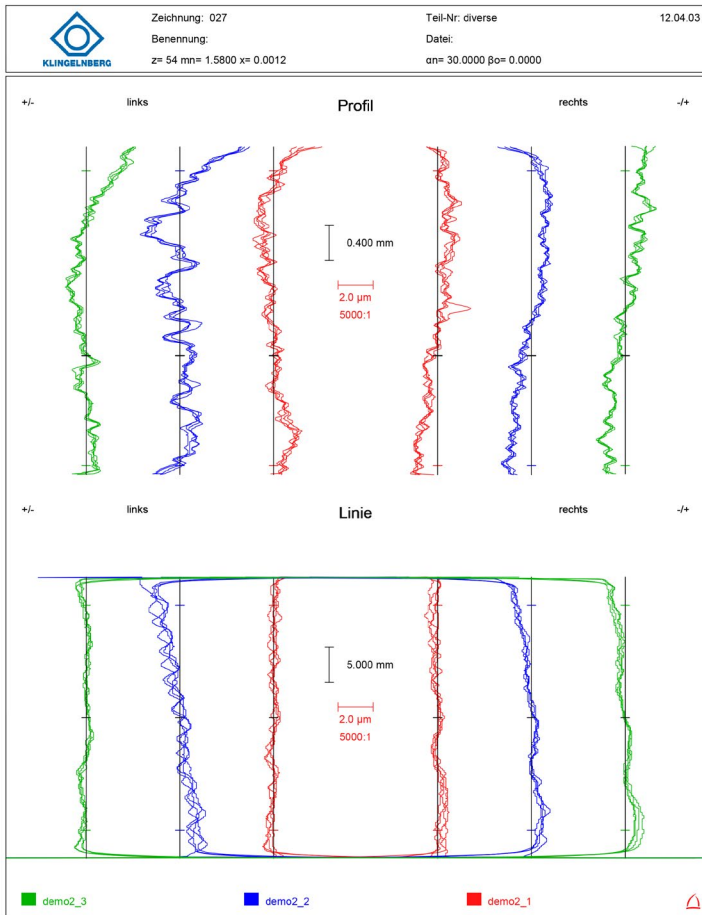 Zeichnung: 027
Teil-Nr: diverse
12.04.03
Benennung:
Datei:
KLINGELNBERG
z= 54 mn= 1.5800 x= 0.0012
αn= 30.0000 βo= 0.0000
+/-
links
Profil
rechts
-/+
0.400 mm
2.0 µm
5000:1
+/-
links
Linie
rechts
-/+
5.000 mm
2.0 µm
5000:1
demo2_3
demo2_2
demo2_1